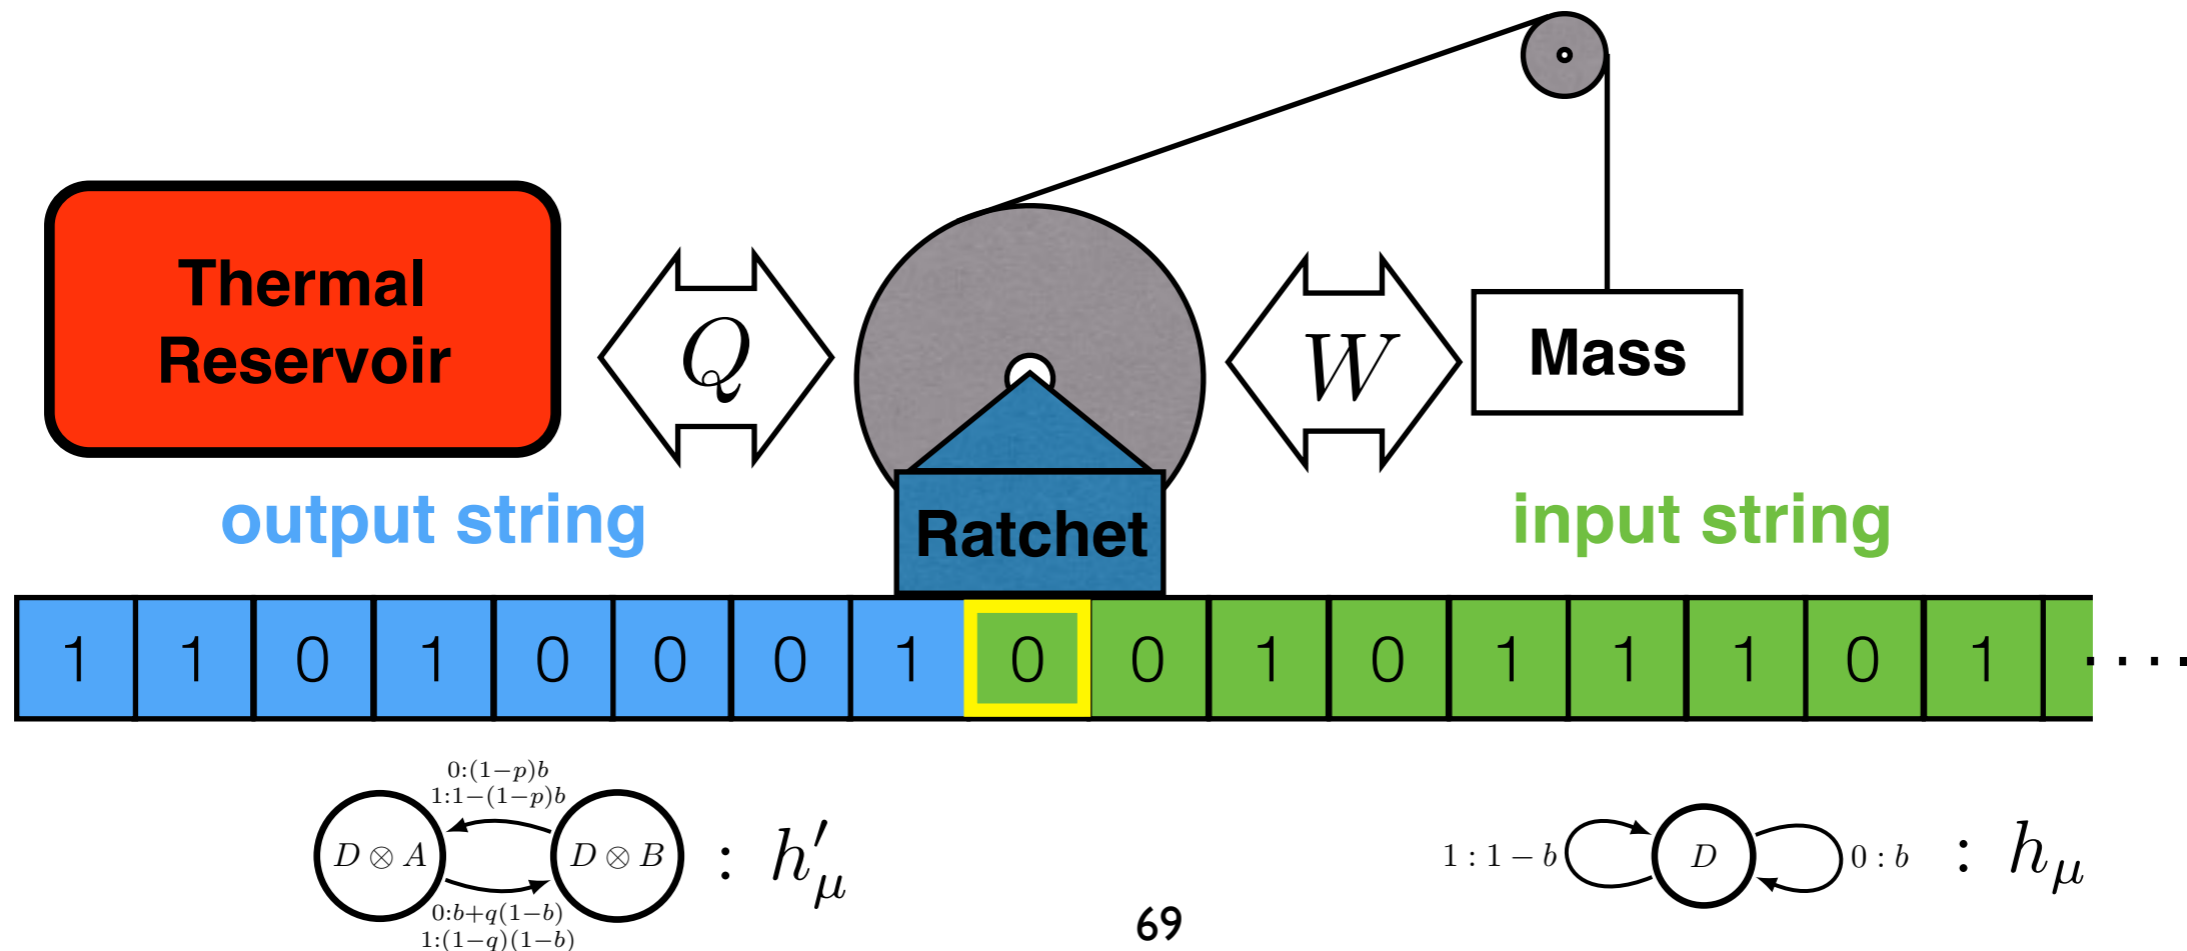 Thermal
Reservoir
Q
W
Mass
output string
Ratchet
input string
1 1 0 1 0 0 0 1 0 0 1 0 1 1 1 0 1 ....
0:(1−p)b
1:1−(1−p)b
D ⊗ A
D ⊗ B
: h′μ
0:b+q(1−b)
1:(1−q)(1−b)
1 : 1 − b
D
0 : b
: hμ
69